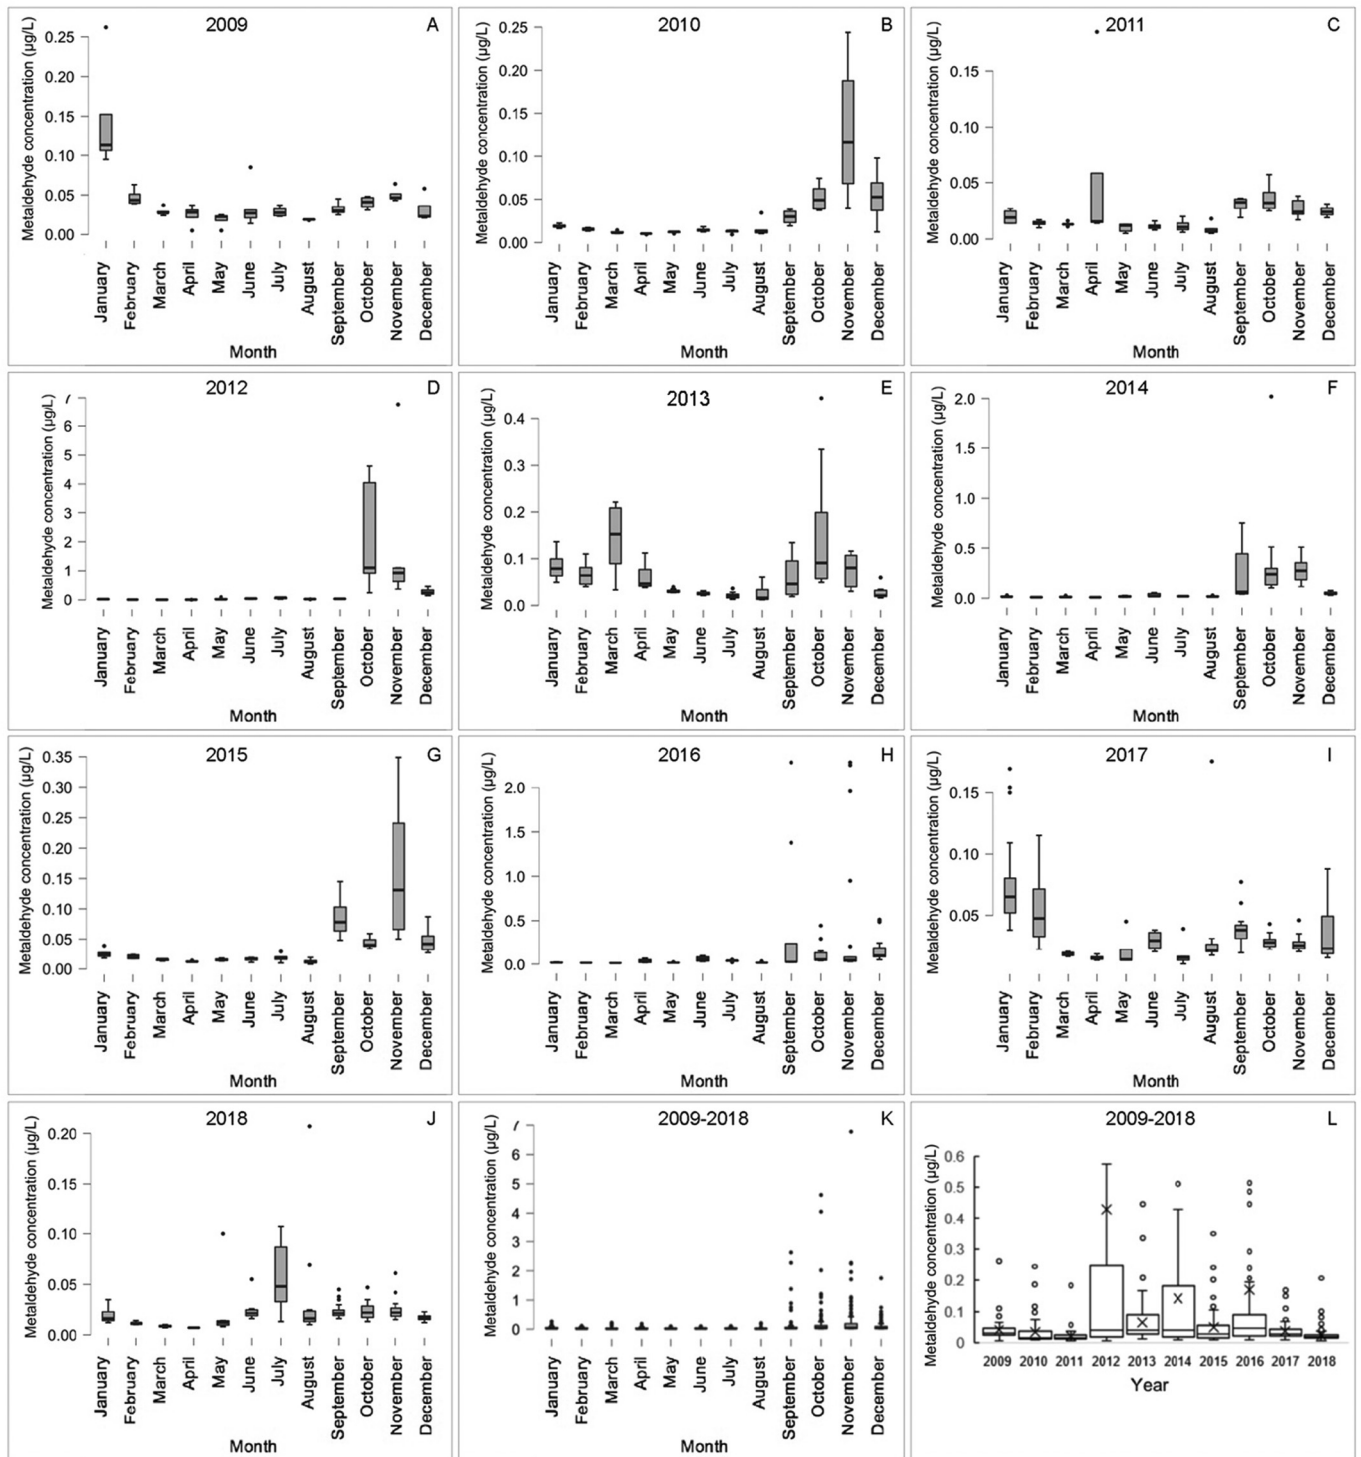 2009 A
Metaldehyde concentration (µg/L)
0.25
0.20
0.15
0.10
0.05
0.00
January February March April May June July August September October November December
Month
2010 B
Metaldehyde concentration (µg/L)
0.25
0.20
0.15
0.10
0.05
0.00
January February March April May June July August September October November December
Month
2011 C
Metaldehyde concentration (µg/L)
0.15
0.10
0.05
0.00
January February March April May June July August September October November December
Month
2012 D
Metaldehyde concentration (µg/L)
7
6
5
4
3
2
1
0
January February March April May June July August September October November December
Month
2013 E
Metaldehyde concentration (µg/L)
0.4
0.3
0.2
0.1
0.0
January February March April May June July August September October November December
Month
2014 F
Metaldehyde concentration (µg/L)
2.0
1.5
1.0
0.5
0.0
January February March April May June July August September October November December
Month
2015 G
Metaldehyde concentration (µg/L)
0.35
0.30
0.25
0.20
0.15
0.10
0.05
0.00
January February March April May June July August September October November December
Month
2016 H
Metaldehyde concentration (µg/L)
2.0
1.5
1.0
0.5
0.0
January February March April May June July August September October November December
Month
2017 I
Metaldehyde concentration (µg/L)
0.15
0.10
0.05
January February March April May June July August September October November December
Month
2018 J
Metaldehyde concentration (µg/L)
0.20
0.15
0.10
0.05
0.00
January February March April May June July August September October November December
Month
2009-2018 K
Metaldehyde concentration (µg/L)
7
6
5
4
3
2
1
0
January February March April May June July August September October November December
Month
2009-2018 L
Metaldehyde concentration (µg/L)
0.6
0.5
0.4
0.3
0.2
0.1
0
2009 2010 2011 2012 2013 2014 2015 2016 2017 2018
Year